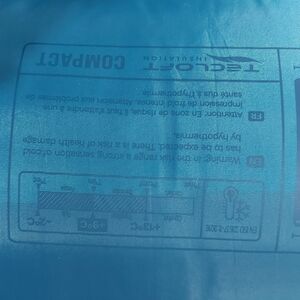 EN
Warning: in the risk range a strong sensation of cold
has to be expected. There is a risk of health damage
by hypothermia.
FR
Attention: En zone de risque, il faut s'attendre à une
impression de froid intense. Attention aux problèmes de
santé dus à l'hypothermie
TECLOFT
INSULATION
COMPACT
+13°C
+9°C
-2°C
Comfort